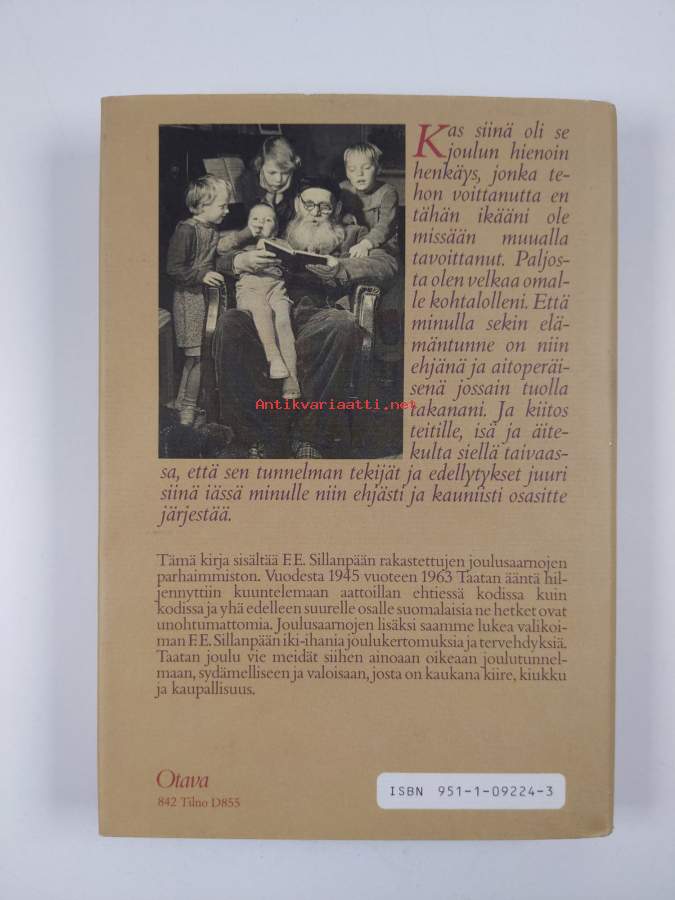 Kas siinä oli se
joulun hienoin
henkäys, jonka te-
hon voittanutta en
tähän ikääni ole
missään muualla
tavoittanut. Paljos-
ta olen velkaa omal-
le kohtalolleni. Että
minulla sekin elä-
mäntunne on niin
ehjänä ja aitoperäi-
senä jossain tuolla
takanani. Ja kiitos
teitille, isä ja äite-
kulta siellä taivaas-
sa, että sen tunnelman tekijät ja edellytykset juuri
siinä iässä minulle niin ehjästi ja kauniisti osasitte
järjestää.
Antikvariaatti.net
Tämä kirja sisältää F.E. Sillanpään rakastettujen joulusaarnojen
parhaimmiston. Vuodesta 1945 vuoteen 1963 Taatan ääntä hil-
jennyttiin kuuntelemaan aattoillan ehtiessä kodissa kuin
kodissa ja yhä edelleen suurelle osalle suomalaisia ne hetket ovat
unohtumattomia. Joulusaarnojen lisäksi saamme lukea valikoi-
man F.E. Sillanpään iki-ihania joulukertomuksia ja tervehdyksiä.
Taatan joulu vie meidät siihen ainoaan oikeaan joulutunnel-
maan, sydämelliseen ja valoisaan, josta on kaukana kiire, kiukku
ja kaupallisuus.
Otava
842 Tilno D855
ISBN 951-1-09224-3